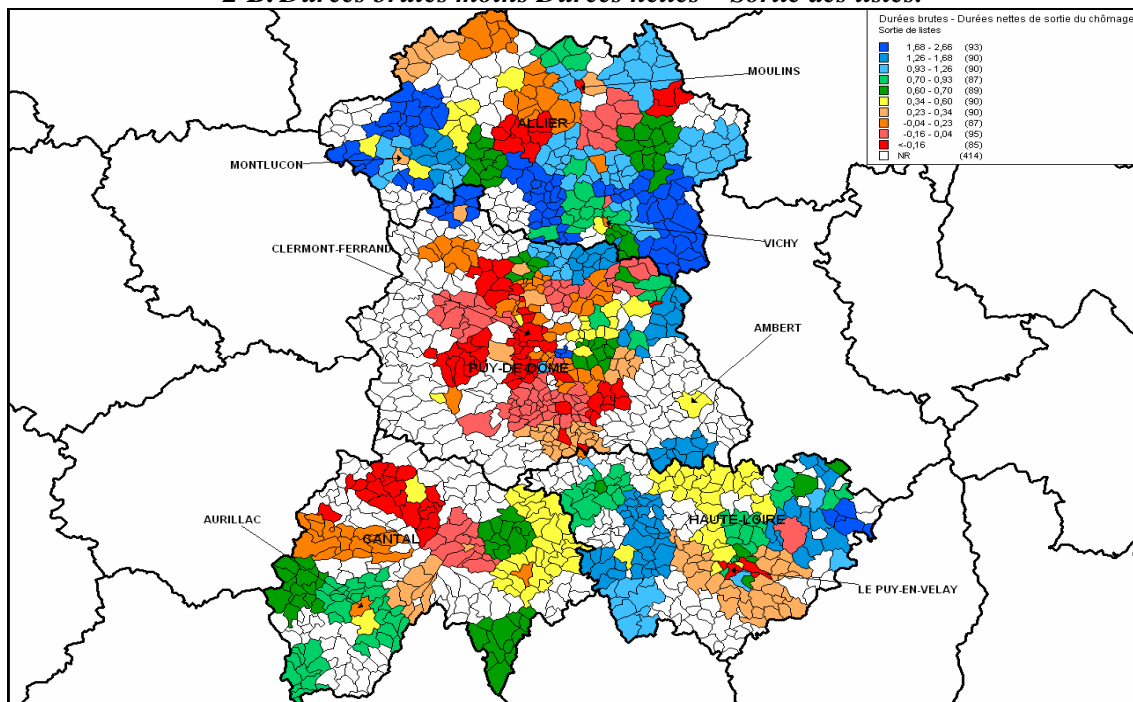 2-B. Durées brutes moins Durées nettes – Sortie des listes.
Durées brutes - Durées nettes de sortie du chômage
Sortie de listes
1,68 - 2,66 (93)
1,26 - 1,68 (90)
0,93 - 1,26 (90)
0,70 - 0,93 (87)
0,60 - 0,70 (89)
0,34 - 0,60 (90)
0,23 - 0,34 (90)
-0,04 - 0,23 (87)
-0,16 - 0,04 (95)
<-0,16 (85)
NR (414)
MOULINS
ALLIER
MONTLUCON
CLERMONT-FERRAND
VICHY
AMBERT
PUY-DE-DOME
AURILLAC
CANTAL
HAUTE-LOIRE
LE PUY-EN-VELAY